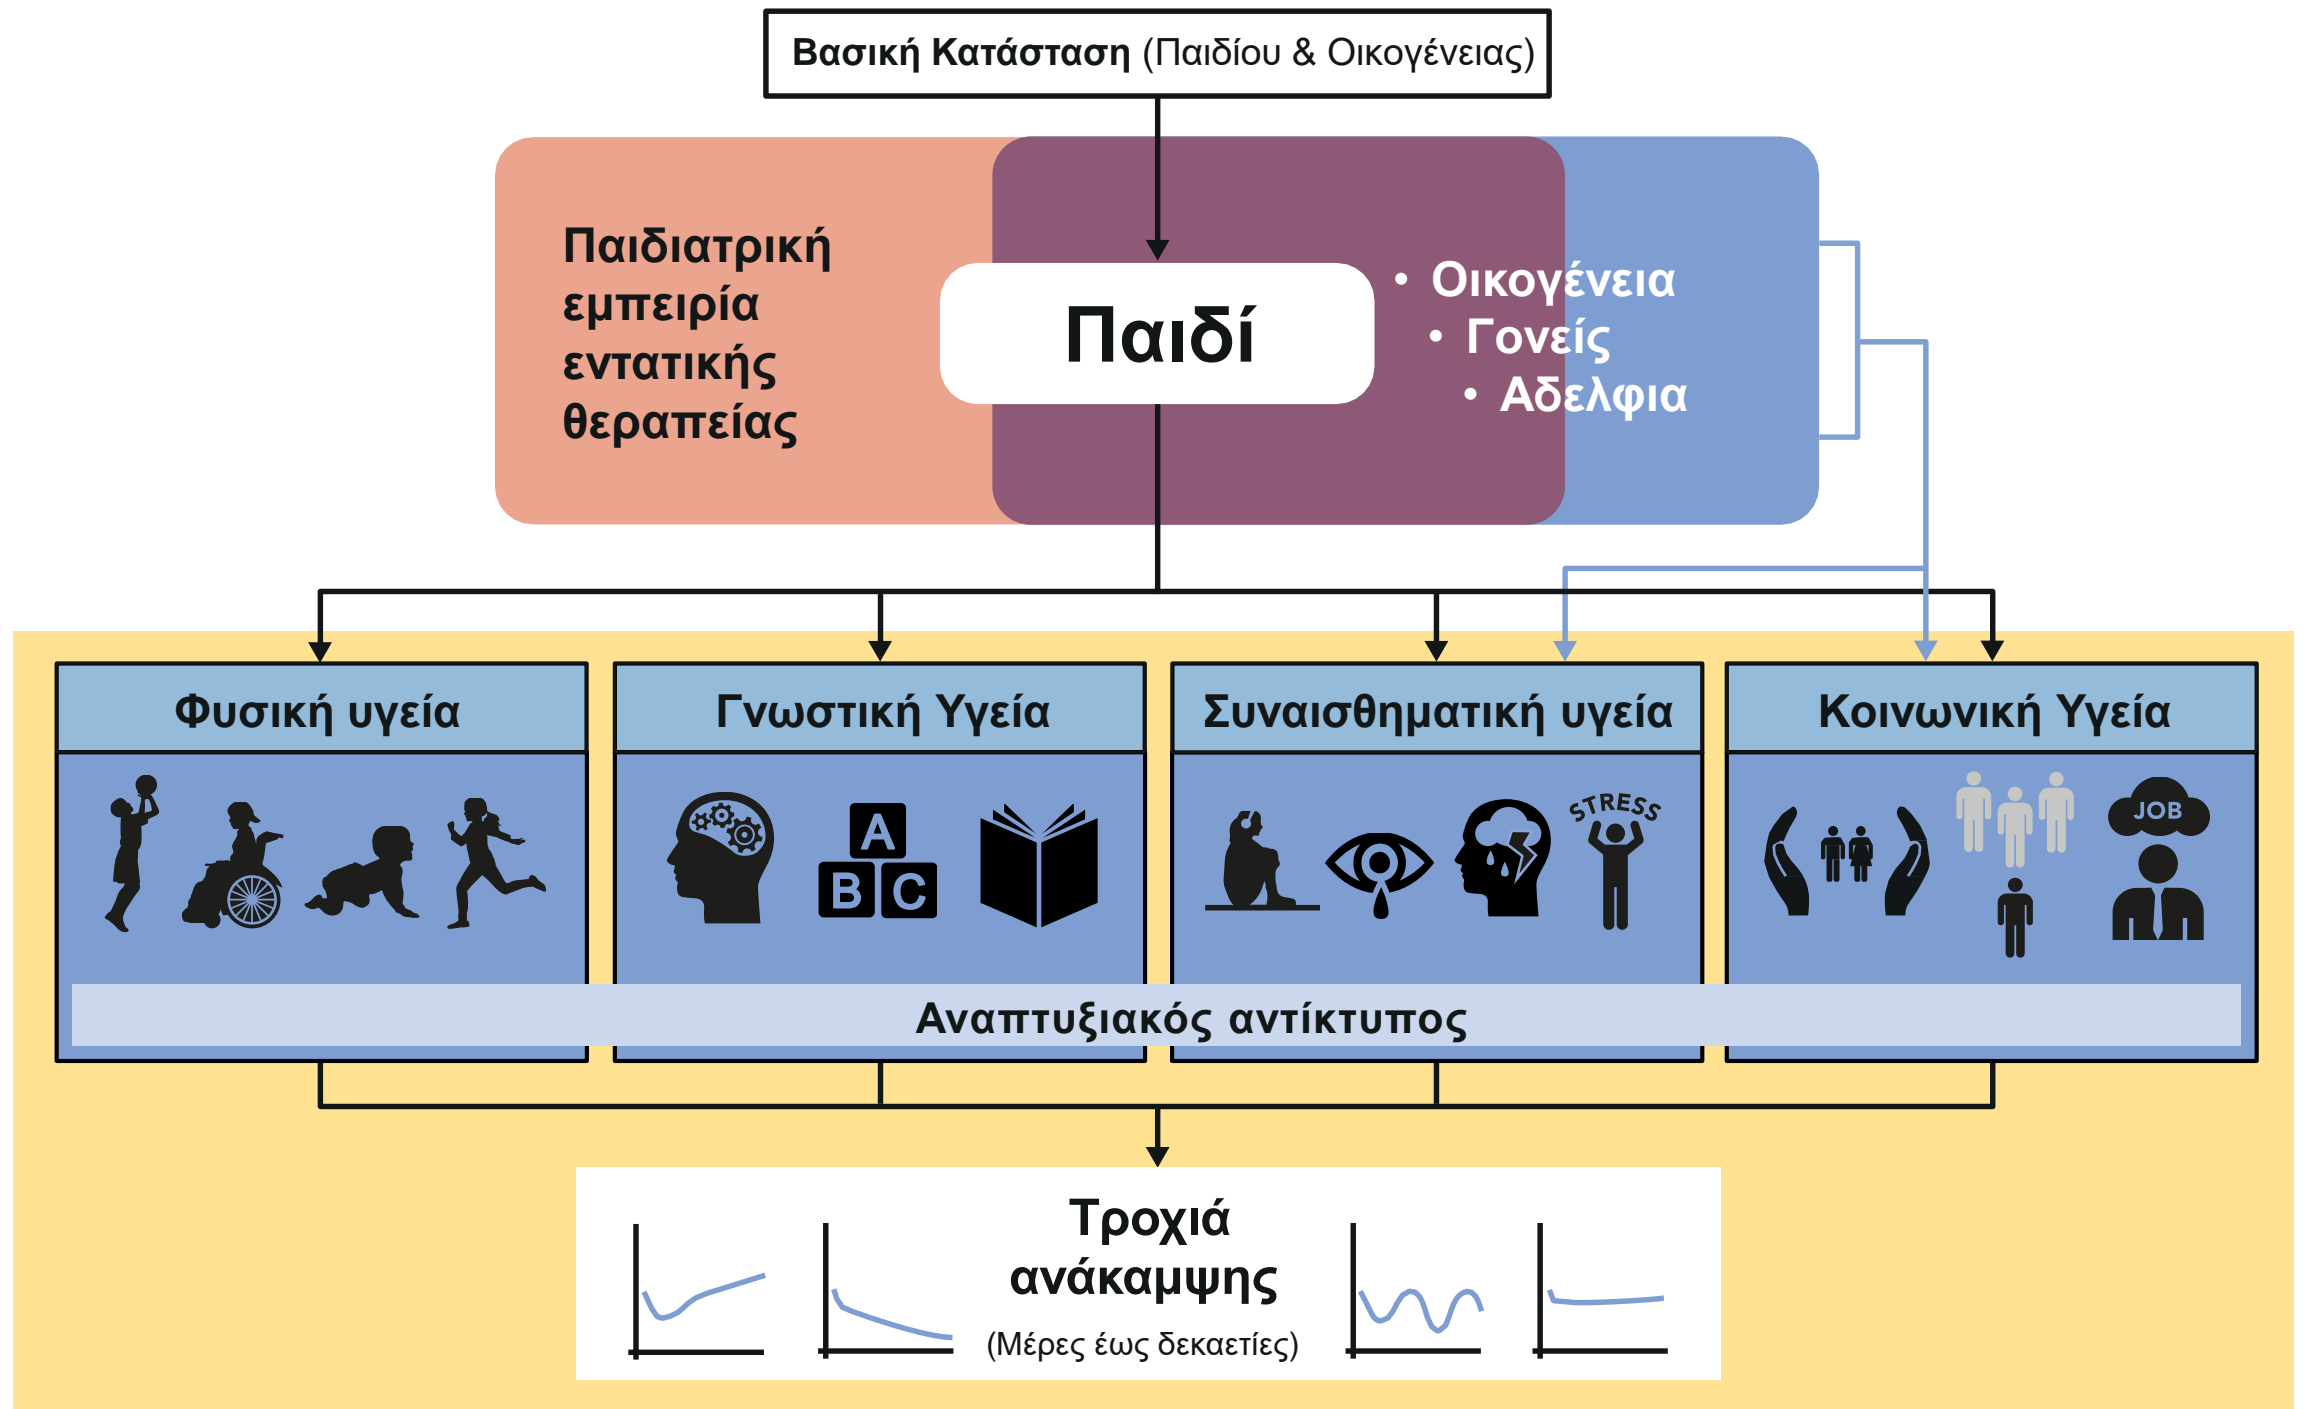 Βασική Κατάσταση (Παιδίου & Οικογένειας)
Παιδιατρική
εμπειρία
εντατικής
θεραπείας
Παιδί
• Οικογένεια
• Γονείς
• Αδελφια
Φυσική υγεία
Γνωστική Υγεία
Συναισθηματική υγεία
Κοινωνική Υγεία
A
B C
STRESS
JOB
Αναπτυξιακός αντίκτυπος
Τροχιά
ανάκαμψης
(Μέρες έως δεκαετίες)